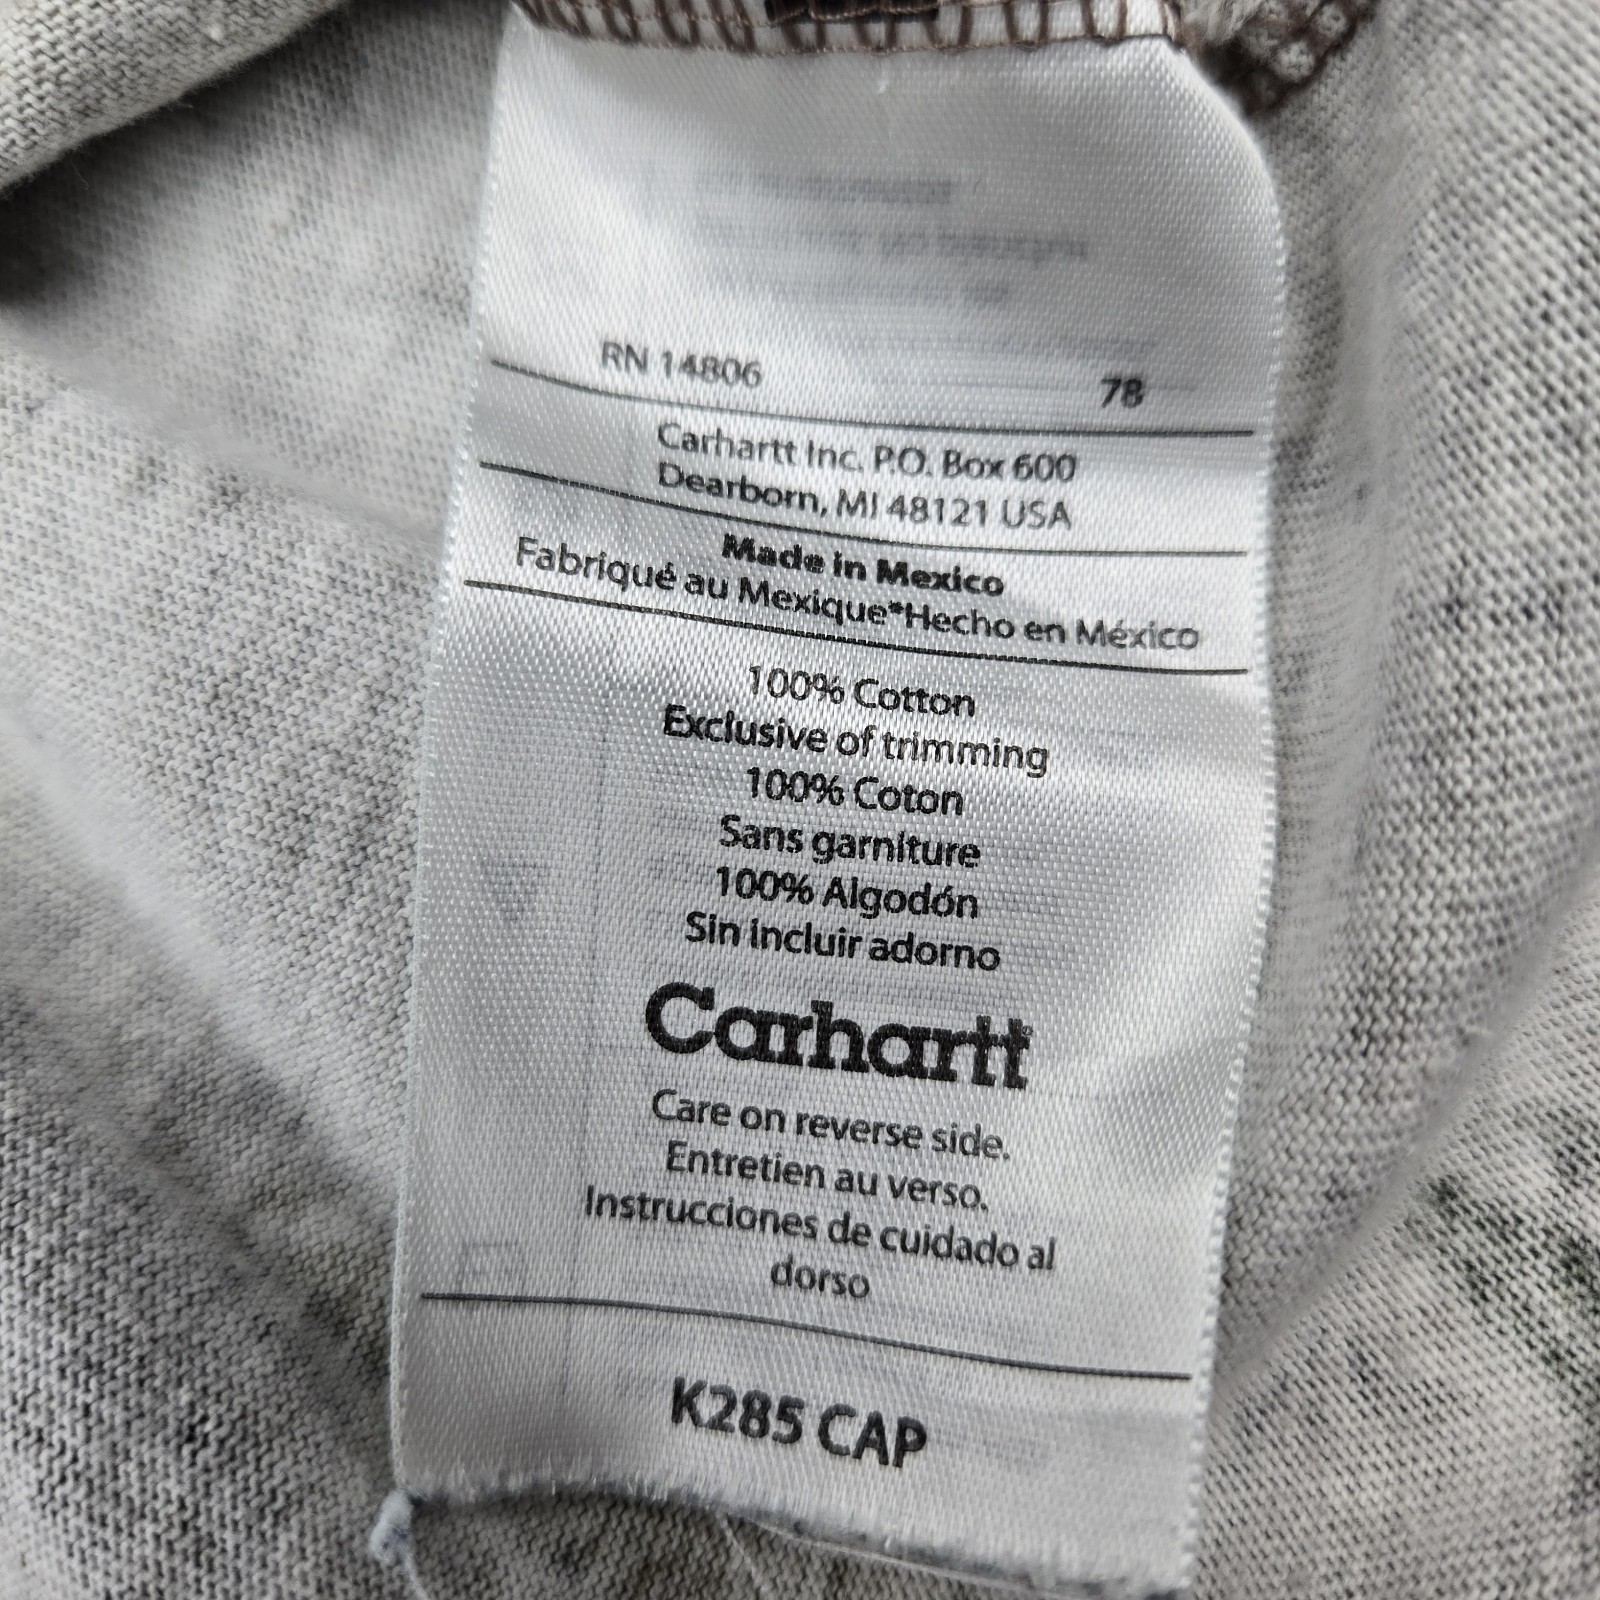 RN 14806 78
Carhartt Inc. P.O. Box 600
Dearborn, MI 48121 USA
Made in Mexico
Fabriqué au Mexique*Hecho en México
100% Cotton
Exclusive of trimming
100% Coton
Sans garniture
100% Algodón
Sin incluir adorno
Carhartt
Care on reverse side.
Entretien au verso.
Instrucciones de cuidado al
dorso
K285 CAP